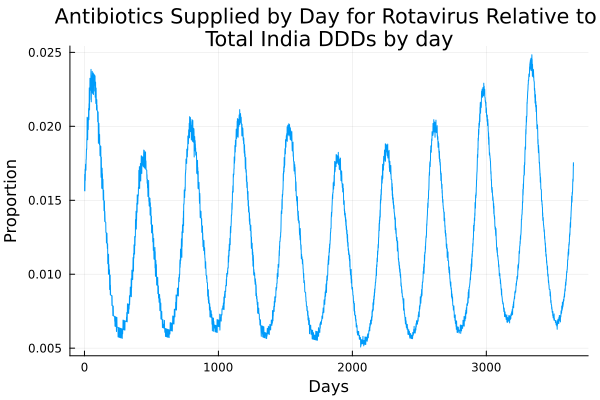 Antibiotics Supplied by Day for Rotavirus Relative to
Total India DDDs by day
0.025
0.020
0.015
0.010
0.005
Proportion
0
1000
2000
3000
Days